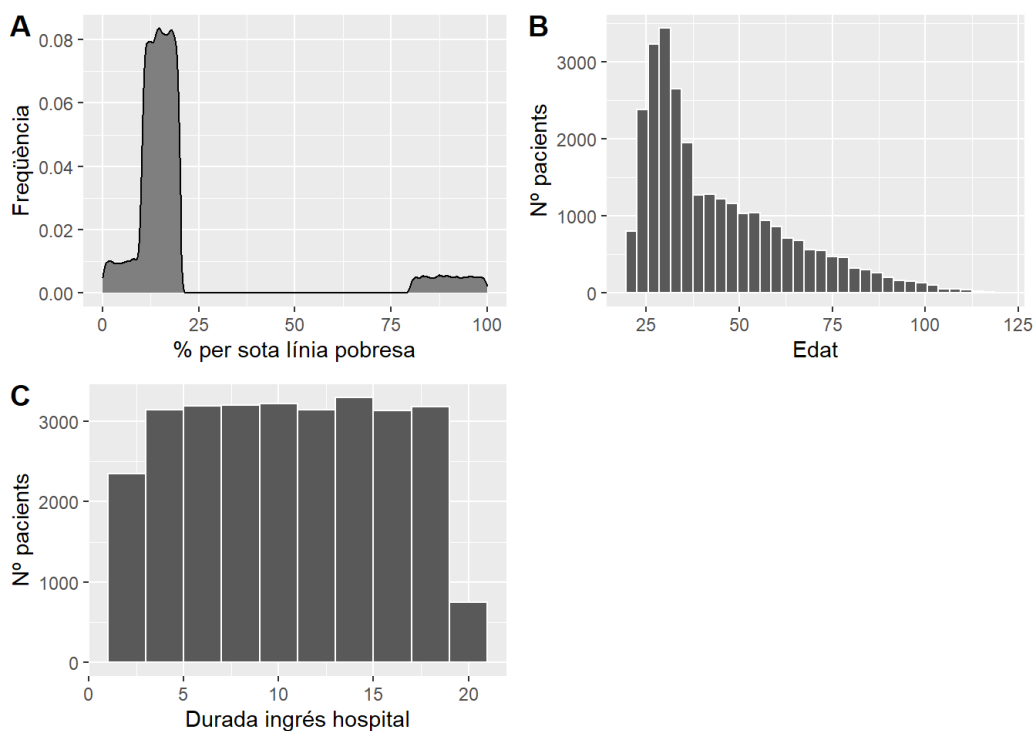 A
Freqüència
0.08
0.06
0.04
0.02
0.00
0 25 50 75 100
% per sota línia pobresa
B
Nº pacients
3000
2000
1000
0
25 50 75 100 125
Edat
C
Nº pacients
3000
2000
1000
0
0 5 10 15 20
Durada ingrés hospital